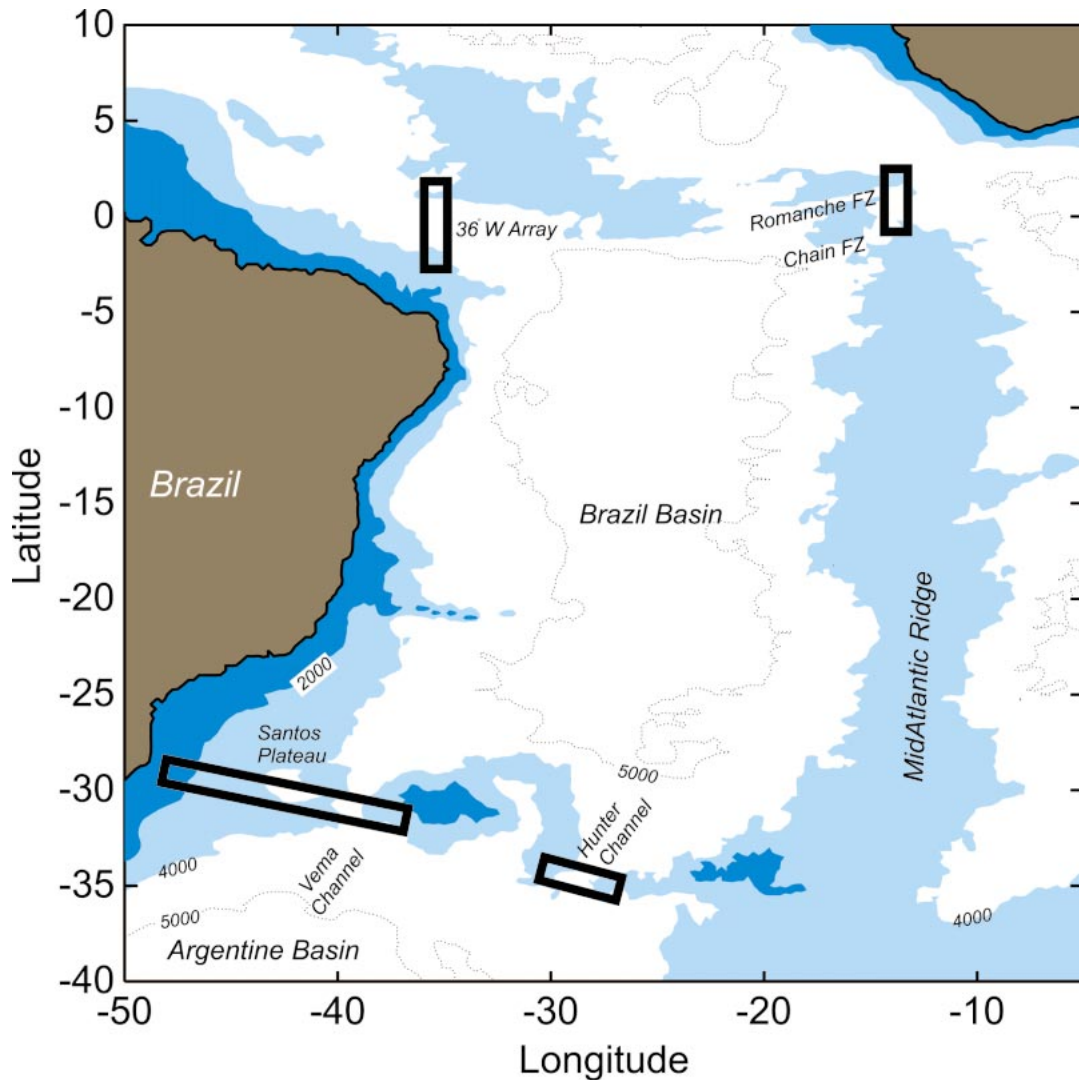 10
5
0
-5
-10
-15
-20
-25
-30
-35
-40
Latitude
-50
-40
-30
-20
-10
Longitude
36° W Array
Romanche FZ
Chain FZ
Brazil
Brazil Basin
MidAtlantic Ridge
2000
Santos
Plateau
5000
Hunter
Channel
Vema
Channel
4000
5000
4000
Argentine Basin